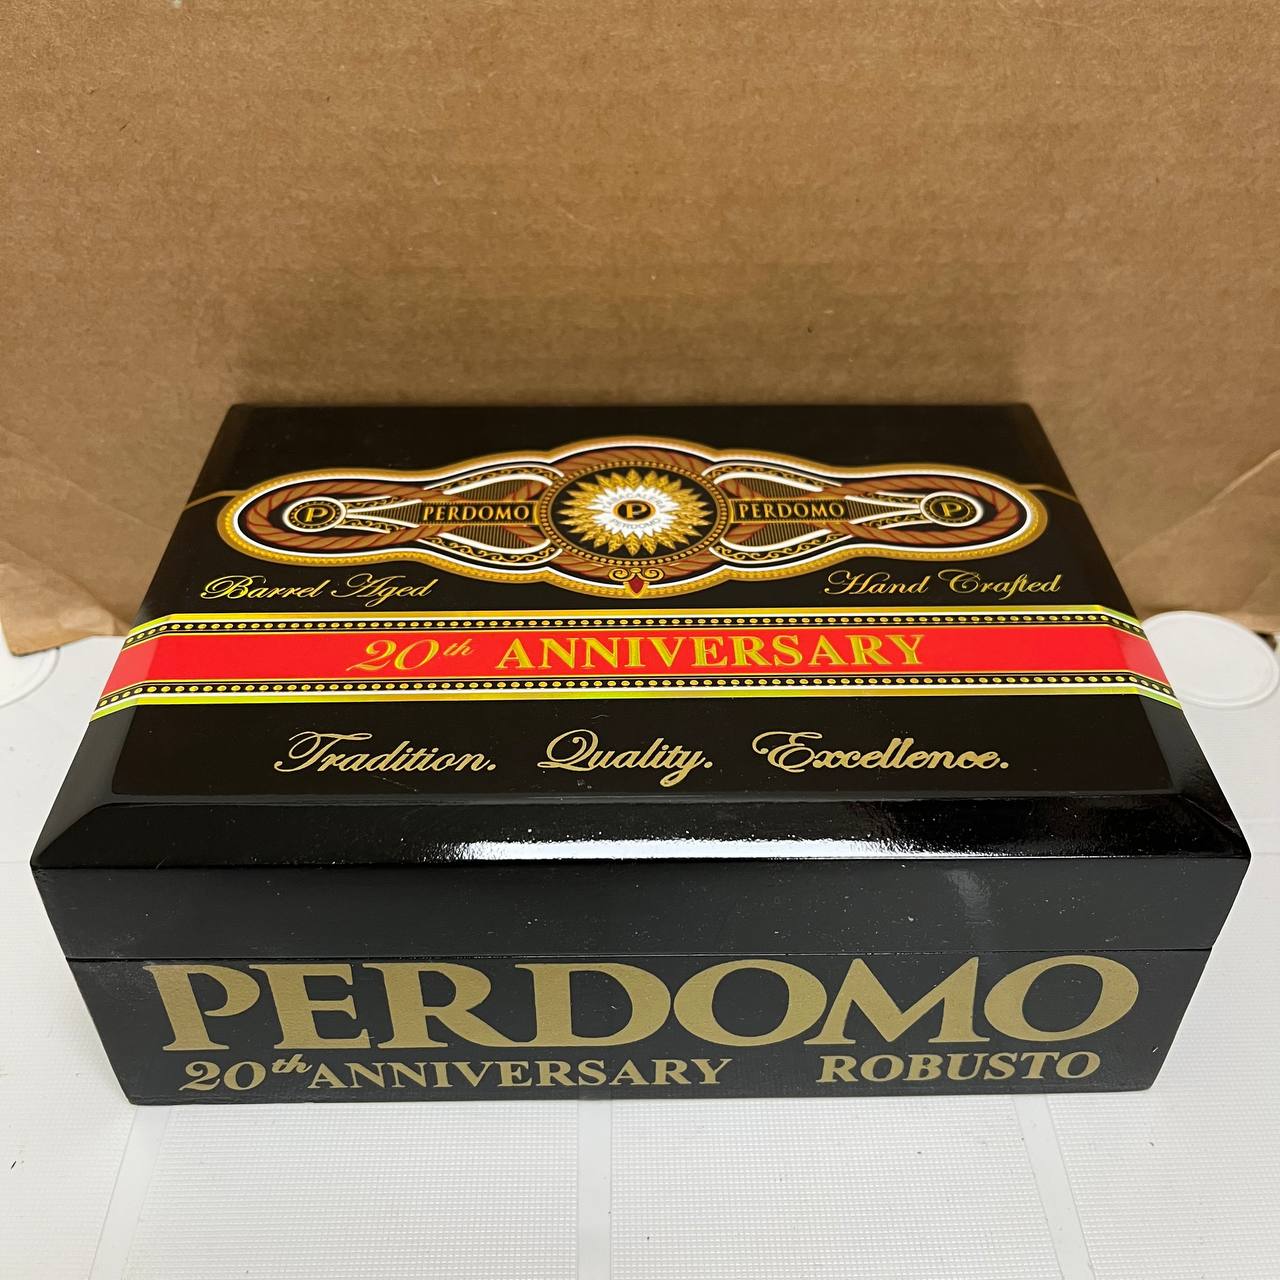 PERDOMO P PERDOMO
P P
Barrel Aged Hand Crafted
20th ANNIVERSARY
Tradition. Quality. Excellence.
PERDOMO
20th ANNIVERSARY ROBUSTO